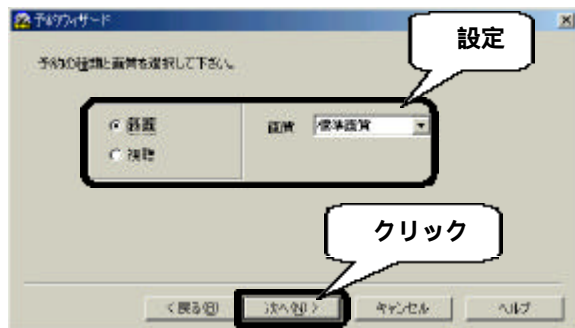 予約ウィザード
設定
予約の種類と画質を選択して下さい。
録画
画質 標準画質
視聴
クリック
< 戻る(B) 次へ(N) > キャンセル ヘルプ